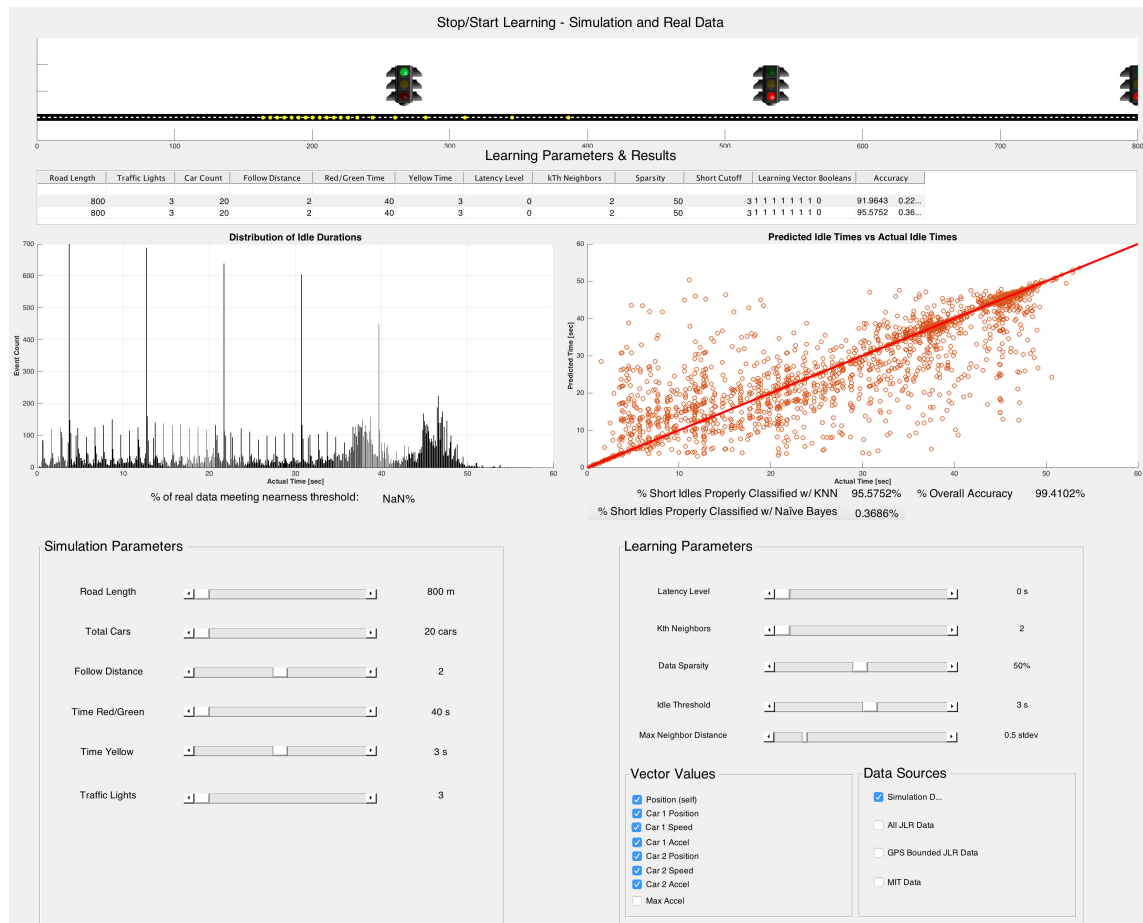 Stop/Start Learning - Simulation and Real Data
0 100 200 300 400 500 600 700 800
Learning Parameters & Results
Road Length Traffic Lights Car Count Follow Distance Red/Green Time Yellow Time Latency Level kTh Neighbors Sparsity Short Cutoff Learning Vector Booleans Accuracy
800 3 20 2 40 3 0 2 50 3 1 1 1 1 1 1 1 0 91.9643 0.22...
800 3 20 2 40 3 0 2 50 3 1 1 1 1 1 1 1 0 95.5752 0.36...
Distribution of Idle Durations
700
600
500
400
300
200
100
0
Event Count
0 10 20 30 40 50 60
Actual Time [sec]
% of real data meeting nearness threshold: NaN%
Predicted Idle Times vs Actual Idle Times
60
50
40
30
20
10
0
Predicted Time [sec]
0 10 20 30 40 50 60
Actual Time [sec]
% Short Idles Properly Classified w/ KNN 95.5752% % Overall Accuracy 99.4102%
% Short Idles Properly Classified w/ Naïve Bayes 0.3686%
Simulation Parameters
Road Length 800 m
Total Cars 20 cars
Follow Distance 2
Time Red/Green 40 s
Time Yellow 3 s
Traffic Lights 3
Learning Parameters
Latency Level 0 s
Kth Neighbors 2
Data Sparsity 50%
Idle Threshold 3 s
Max Neighbor Distance 0.5 stdev
Vector Values
Position (self)
Car 1 Position
Car 1 Speed
Car 1 Accel
Car 2 Position
Car 2 Speed
Car 2 Accel
Max Accel
Data Sources
Simulation D...
All JLR Data
GPS Bounded JLR Data
MIT Data